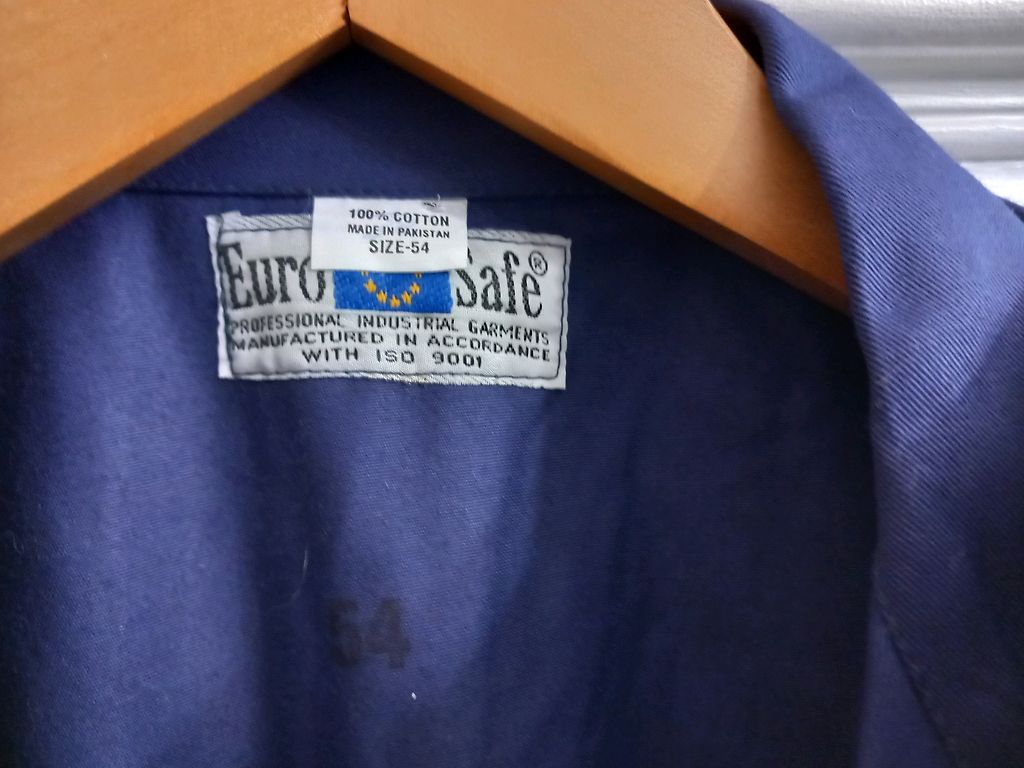 100% COTTON
MADE IN PAKISTAN
SIZE-54
Euro Safe®
PROFESSIONAL INDUSTRIAL GARMENTS
MANUFACTURED IN ACCORDANCE
WITH ISO 9001
54